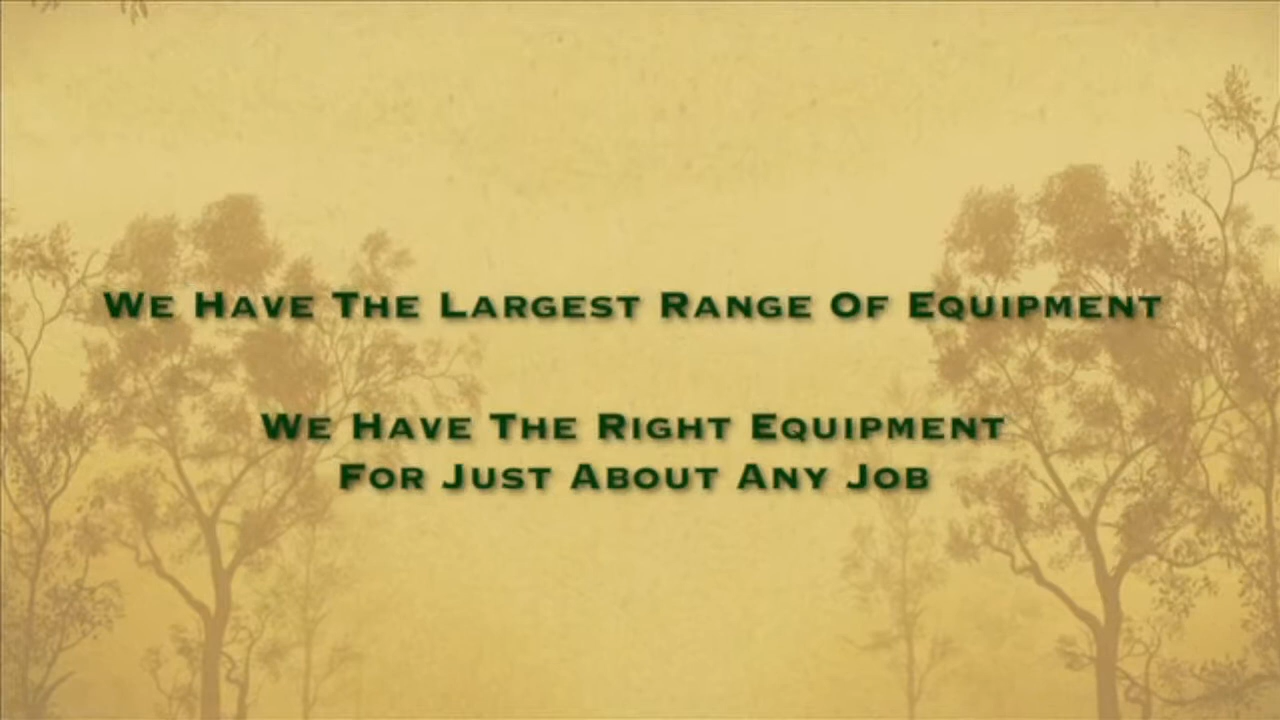 We Have The Largest Range Of Equipment
We Have The Right Equipment
For Just About Any Job